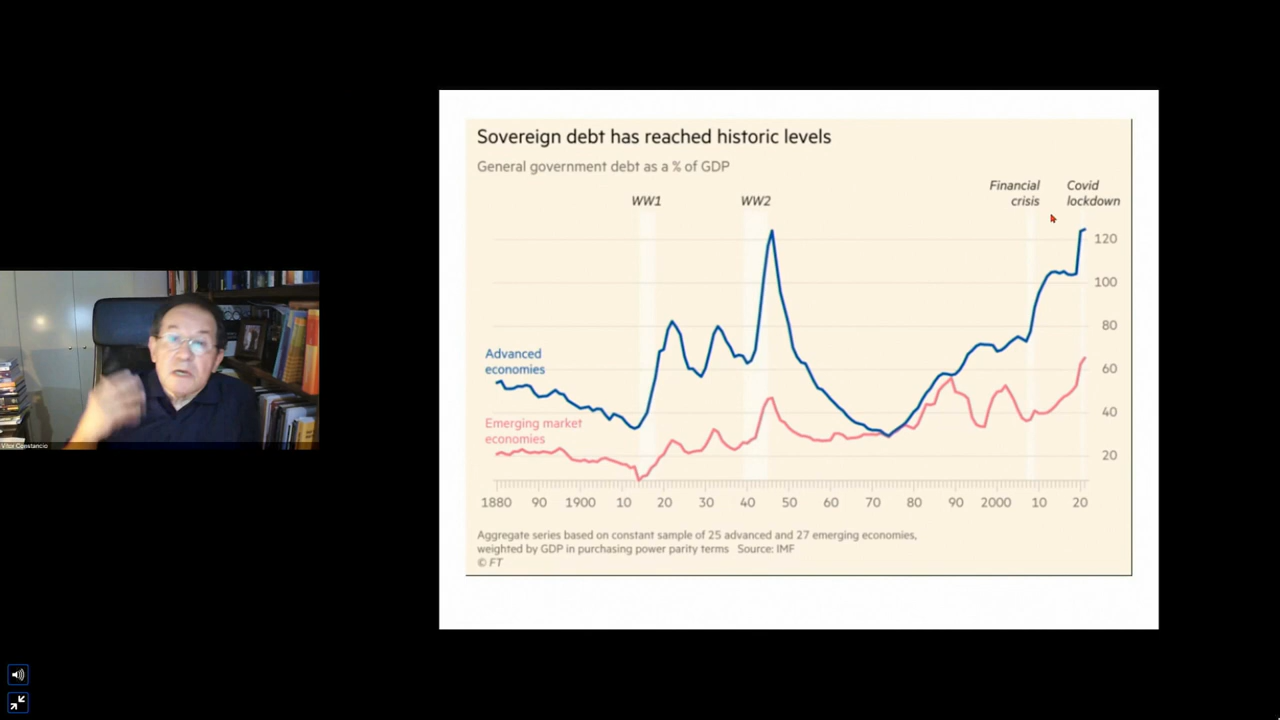 Sovereign debt has reached historic levels
General government debt as a % of GDP
WW1
WW2
Financial
crisis
Covid
lockdown
120
100
80
60
40
20
Advanced
economies
Emerging market
economies
1880 90 1900 10 20 30 40 50 60 70 80 90 2000 10 20
Aggregate series based on constant sample of 25 advanced and 27 emerging economies,
weighted by GDP in purchasing power parity terms Source: IMF
© FT
Vitor Constancio